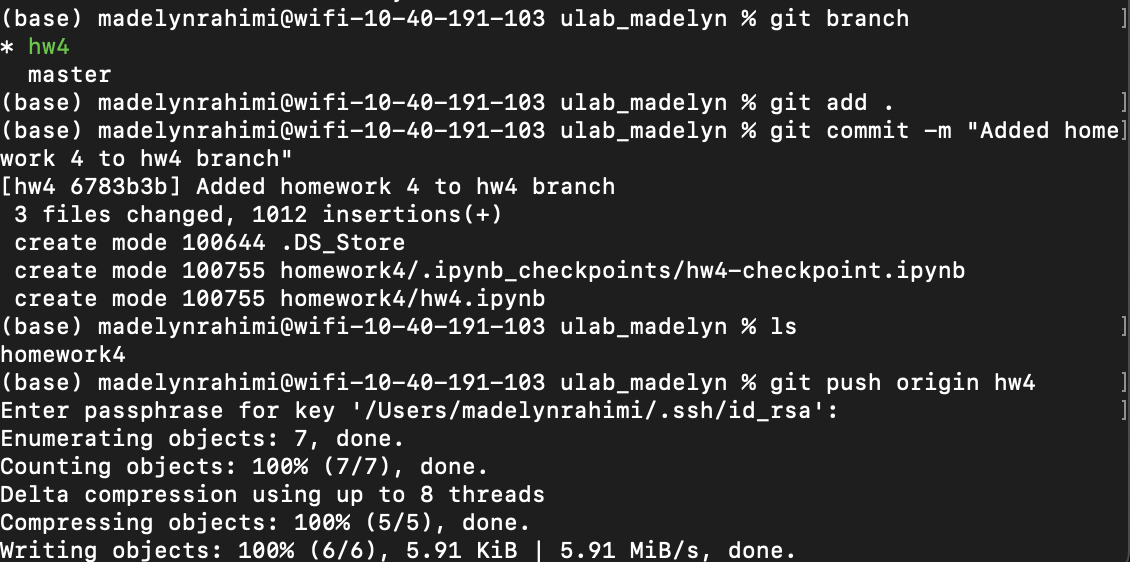 (base) madelynrahimi@wifi-10-40-191-103 ulab_madelyn % git branch ]
* hw4
  master
(base) madelynrahimi@wifi-10-40-191-103 ulab_madelyn % git add . ]
(base) madelynrahimi@wifi-10-40-191-103 ulab_madelyn % git commit -m "Added home]
work 4 to hw4 branch"
[hw4 6783b3b] Added homework 4 to hw4 branch
 3 files changed, 1012 insertions(+)
 create mode 100644 .DS_Store
 create mode 100755 homework4/.ipynb_checkpoints/hw4-checkpoint.ipynb
 create mode 100755 homework4/hw4.ipynb
(base) madelynrahimi@wifi-10-40-191-103 ulab_madelyn % ls ]
homework4
(base) madelynrahimi@wifi-10-40-191-103 ulab_madelyn % git push origin hw4 ]
Enter passphrase for key '/Users/madelynrahimi/.ssh/id_rsa': ]
Enumerating objects: 7, done.
Counting objects: 100% (7/7), done.
Delta compression using up to 8 threads
Compressing objects: 100% (5/5), done.
Writing objects: 100% (6/6), 5.91 KiB | 5.91 MiB/s, done.